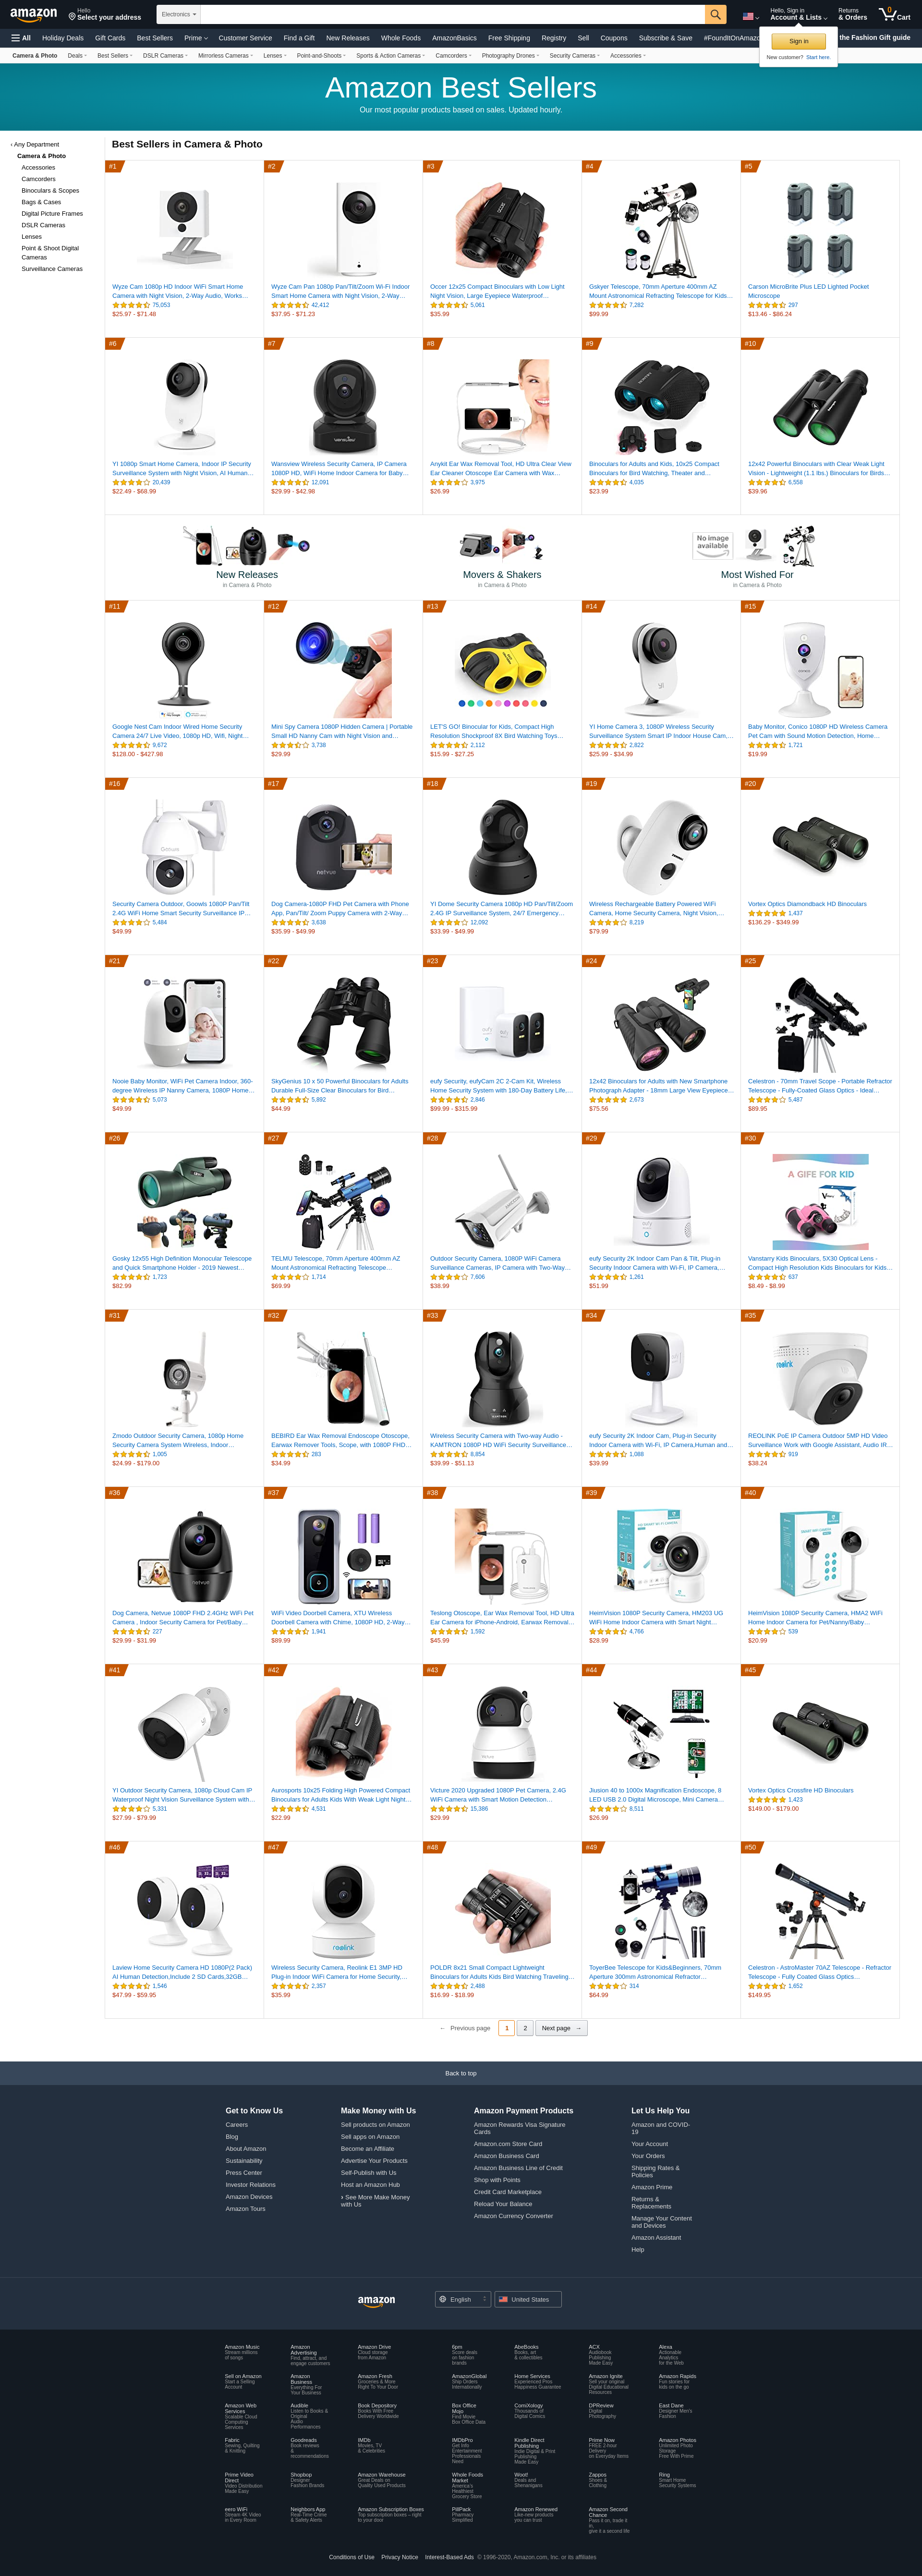 amazon
Hello
Select your address
Electronics
Hello, Sign in
Account & Lists
Returns
& Orders
0
Cart
All
Holiday Deals
Gift Cards
Best Sellers
Prime
Customer Service
Find a Gift
New Releases
Whole Foods
AmazonBasics
Free Shipping
Registry
Sell
Coupons
Subscribe & Save
#FoundItOnAmazon
the Fashion Gift guide
Sign in
New customer? Start here.
Camera & Photo
Deals
Best Sellers
DSLR Cameras
Mirrorless Cameras
Lenses
Point-and-Shoots
Sports & Action Cameras
Camcorders
Photography Drones
Security Cameras
Accessories
Amazon Best Sellers
Our most popular products based on sales. Updated hourly.
‹ Any Department
Camera & Photo
Accessories
Camcorders
Binoculars & Scopes
Bags & Cases
Digital Picture Frames
DSLR Cameras
Lenses
Point & Shoot Digital
Cameras
Surveillance Cameras
Best Sellers in Camera & Photo
#1
Wyze Cam 1080p HD Indoor WiFi Smart Home
Camera with Night Vision, 2-Way Audio, Works…
75,053
$25.97 - $71.48
#2
Wyze Cam Pan 1080p Pan/Tilt/Zoom Wi-Fi Indoor
Smart Home Camera with Night Vision, 2-Way…
42,412
$37.95 - $71.23
#3
Occer 12x25 Compact Binoculars with Low Light
Night Vision, Large Eyepiece Waterproof…
5,061
$35.99
#4
Gskyer Telescope, 70mm Aperture 400mm AZ
Mount Astronomical Refracting Telescope for Kids…
7,282
$99.99
#5
Carson MicroBrite Plus LED Lighted Pocket
Microscope
297
$13.46 - $86.24
#6
YI 1080p Smart Home Camera, Indoor IP Security
Surveillance System with Night Vision, AI Human…
20,439
$22.49 - $68.99
#7
Wansview Wireless Security Camera, IP Camera
1080P HD, WiFi Home Indoor Camera for Baby…
12,091
$29.99 - $42.98
#8
Anykit Ear Wax Removal Tool, HD Ultra Clear View
Ear Cleaner Otoscope Ear Camera with Wax…
3,975
$26.99
#9
Binoculars for Adults and Kids, 10x25 Compact
Binoculars for Bird Watching, Theater and…
4,035
$23.99
#10
12x42 Powerful Binoculars with Clear Weak Light
Vision - Lightweight (1.1 lbs.) Binoculars for Birds…
6,558
$39.96
New Releases
in Camera & Photo
Movers & Shakers
in Camera & Photo
No image
available
Most Wished For
in Camera & Photo
#11
Google Nest Cam Indoor Wired Home Security
Camera 24/7 Live Video, 1080p HD, Wifi, Night…
9,672
$128.00 - $427.98
#12
Mini Spy Camera 1080P Hidden Camera | Portable
Small HD Nanny Cam with Night Vision and…
3,738
$29.99
#13
LET'S GO! Binocular for Kids, Compact High
Resolution Shockproof 8X Bird Watching Toys…
2,112
$15.99 - $27.25
#14
YI Home Camera 3, 1080P Wireless Security
Surveillance System Smart IP Indoor House Cam,…
2,822
$25.99 - $34.99
#15
Baby Monitor, Conico 1080P HD Wireless Camera
Pet Cam with Sound Motion Detection, Home…
1,721
$19.99
#16
Security Camera Outdoor, Goowls 1080P Pan/Tilt
2.4G WiFi Home Smart Security Surveillance IP…
5,484
$49.99
#17
netvue
Dog Camera-1080P FHD Pet Camera with Phone
App, Pan/Tilt/ Zoom Puppy Camera with 2-Way…
3,638
$35.99 - $49.99
#18
YI Dome Security Camera 1080p HD Pan/Tilt/Zoom
2.4G IP Surveillance System, 24/7 Emergency…
12,092
$33.99 - $49.99
#19
Wireless Rechargeable Battery Powered WiFi
Camera, Home Security Camera, Night Vision,…
8,219
$79.99
#20
Vortex Optics Diamondback HD Binoculars
1,437
$136.29 - $349.99
#21
Nooie Baby Monitor, WiFi Pet Camera Indoor, 360-
degree Wireless IP Nanny Camera, 1080P Home…
5,073
$49.99
#22
SkyGenius 10 x 50 Powerful Binoculars for Adults
Durable Full-Size Clear Binoculars for Bird…
5,892
$44.99
#23
eufy Security, eufyCam 2C 2-Cam Kit, Wireless
Home Security System with 180-Day Battery Life,…
2,846
$99.99 - $315.99
#24
12x42 Binoculars for Adults with New Smartphone
Photograph Adapter - 18mm Large View Eyepiece…
2,673
$75.56
#25
Celestron - 70mm Travel Scope - Portable Refractor
Telescope - Fully-Coated Glass Optics - Ideal…
5,487
$89.95
#26
Gosky 12x55 High Definition Monocular Telescope
and Quick Smartphone Holder - 2019 Newest…
1,723
$82.99
#27
TELMU Telescope, 70mm Aperture 400mm AZ
Mount Astronomical Refracting Telescope…
1,714
$69.99
#28
Outdoor Security Camera, 1080P WiFi Camera
Surveillance Cameras, IP Camera with Two-Way…
7,606
$38.99
#29
eufy Security 2K Indoor Cam Pan & Tilt, Plug-in
Security Indoor Camera with Wi-Fi, IP Camera,…
1,261
$51.99
#30
A GIFE FOR KID
Vanstarry Kids Binoculars, 5X30 Optical Lens -
Compact High Resolution Kids Binoculars for Kids…
637
$8.49 - $8.99
#31
Zmodo Outdoor Security Camera, 1080p Home
Security Camera System Wireless, Indoor…
1,005
$24.99 - $179.00
#32
BEBIRD Ear Wax Removal Endoscope Otoscope,
Earwax Remover Tools, Scope, with 1080P FHD…
283
$34.99
#33
Wireless Security Camera with Two-way Audio -
KAMTRON 1080P HD WiFi Security Surveillance…
8,854
$39.99 - $51.13
#34
eufy Security 2K Indoor Cam, Plug-in Security
Indoor Camera with Wi-Fi, IP Camera,Human and…
1,088
$39.99
#35
reolink
REOLINK PoE IP Camera Outdoor 5MP HD Video
Surveillance Work with Google Assistant, Audio IR…
919
$38.24
#36
netvue
Dog Camera, Netvue 1080P FHD 2.4GHz WiFi Pet
Camera , Indoor Security Camera for Pet/Baby…
227
$29.99 - $31.99
#37
WiFi Video Doorbell Camera, XTU Wireless
Doorbell Camera with Chime, 1080P HD, 2-Way…
1,941
$89.99
#38
Teslong Otoscope, Ear Wax Removal Tool, HD Ultra
Ear Camera for iPhone-Android, Earwax Removal…
1,592
$45.99
#39
HeimVision 1080P Security Camera, HM203 UG
WiFi Home Indoor Camera with Smart Night…
4,766
$28.99
#40
HeimVision 1080P Security Camera, HMA2 WiFi
Home Indoor Camera for Pet/Nanny/Baby…
539
$20.99
#41
YI Outdoor Security Camera, 1080p Cloud Cam IP
Waterproof Night Vision Surveillance System with…
5,331
$27.99 - $79.99
#42
Aurosports 10x25 Folding High Powered Compact
Binoculars for Adults Kids With Weak Light Night…
4,531
$22.99
#43
Victure 2020 Upgraded 1080P Pet Camera, 2.4G
WiFi Camera with Smart Motion Detection…
15,386
$29.99
#44
Jiusion 40 to 1000x Magnification Endoscope, 8
LED USB 2.0 Digital Microscope, Mini Camera…
8,511
$26.99
#45
Vortex Optics Crossfire HD Binoculars
1,423
$149.00 - $179.00
#46
Laview Home Security Camera HD 1080P(2 Pack)
AI Human Detection,Include 2 SD Cards,32GB…
1,546
$47.99 - $59.95
#47
reolink
Wireless Security Camera, Reolink E1 3MP HD
Plug-in Indoor WiFi Camera for Home Security,…
2,357
$35.99
#48
POLDR 8x21 Small Compact Lightweight
Binoculars for Adults Kids Bird Watching Traveling…
2,488
$16.99 - $18.99
#49
ToyerBee Telescope for Kids&Beginners, 70mm
Aperture 300mm Astronomical Refractor…
314
$64.99
#50
Celestron - AstroMaster 70AZ Telescope - Refractor
Telescope - Fully Coated Glass Optics…
1,652
$149.95
← Previous page
1
2
Next page →
Back to top
Get to Know Us
Careers
Blog
About Amazon
Sustainability
Press Center
Investor Relations
Amazon Devices
Amazon Tours
Make Money with Us
Sell products on Amazon
Sell apps on Amazon
Become an Affiliate
Advertise Your Products
Self-Publish with Us
Host an Amazon Hub
› See More Make Money
with Us
Amazon Payment Products
Amazon Rewards Visa Signature
Cards
Amazon.com Store Card
Amazon Business Card
Amazon Business Line of Credit
Shop with Points
Credit Card Marketplace
Reload Your Balance
Amazon Currency Converter
Let Us Help You
Amazon and COVID-
19
Your Account
Your Orders
Shipping Rates &
Policies
Amazon Prime
Returns &
Replacements
Manage Your Content
and Devices
Amazon Assistant
Help
amazon
English
United States
Amazon Music
Stream millions
of songs
Amazon
Advertising
Find, attract, and
engage customers
Amazon Drive
Cloud storage
from Amazon
6pm
Score deals
on fashion
brands
AbeBooks
Books, art
& collectibles
ACX
Audiobook
Publishing
Made Easy
Alexa
Actionable
Analytics
for the Web
Sell on Amazon
Start a Selling
Account
Amazon
Business
Everything For
Your Business
Amazon Fresh
Groceries & More
Right To Your Door
AmazonGlobal
Ship Orders
Internationally
Home Services
Experienced Pros
Happiness Guarantee
Amazon Ignite
Sell your original
Digital Educational
Resources
Amazon Rapids
Fun stories for
kids on the go
Amazon Web
Services
Scalable Cloud
Computing
Services
Audible
Listen to Books &
Original
Audio
Performances
Book Depository
Books With Free
Delivery Worldwide
Box Office
Mojo
Find Movie
Box Office Data
ComiXology
Thousands of
Digital Comics
DPReview
Digital
Photography
East Dane
Designer Men's
Fashion
Fabric
Sewing, Quilting
& Knitting
Goodreads
Book reviews
&
recommendations
IMDb
Movies, TV
& Celebrities
IMDbPro
Get Info
Entertainment
Professionals
Need
Kindle Direct
Publishing
Indie Digital & Print
Publishing
Made Easy
Prime Now
FREE 2-hour
Delivery
on Everyday Items
Amazon Photos
Unlimited Photo
Storage
Free With Prime
Prime Video
Direct
Video Distribution
Made Easy
Shopbop
Designer
Fashion Brands
Amazon Warehouse
Great Deals on
Quality Used Products
Whole Foods
Market
America's
Healthiest
Grocery Store
Woot!
Deals and
Shenanigans
Zappos
Shoes &
Clothing
Ring
Smart Home
Security Systems
eero WiFi
Stream 4K Video
in Every Room
Neighbors App
Real-Time Crime
& Safety Alerts
Amazon Subscription Boxes
Top subscription boxes – right
to your door
PillPack
Pharmacy
Simplified
Amazon Renewed
Like-new products
you can trust
Amazon Second
Chance
Pass it on, trade it
in,
give it a second life
Conditions of Use
Privacy Notice
Interest-Based Ads
© 1996-2020, Amazon.com, Inc. or its affiliates